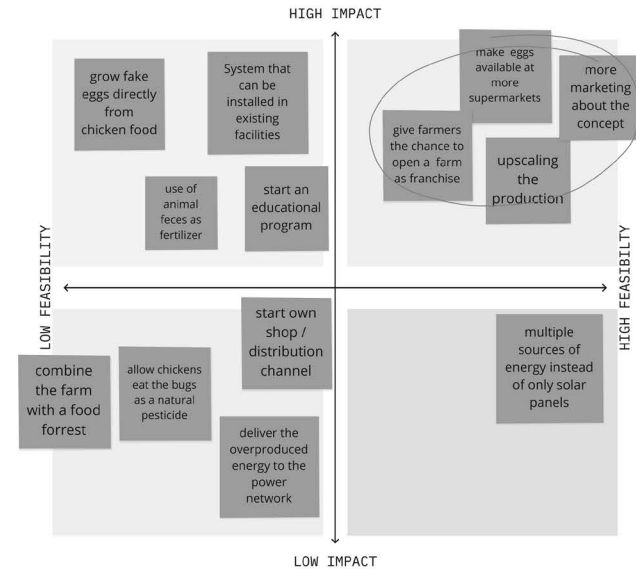 HIGH IMPACT
grow fake
eggs directly
from
chicken food
System that
can be
installed in
existing
facilities
use of
animal
feces as
fertilizer
start an
educational
program
make eggs
available at
more
supermarkets
more
marketing
about the
concept
give farmers
the chance to
open a farm
as franchise
upscaling
the
production
LOW FEASIBILITY
HIGH FEASIBILTY
start own
shop /
distribution
channel
combine
the farm
with a food
forrest
allow chickens
eat the bugs
as a natural
pesticide
deliver the
overproduced
energy to the
power
network
multiple
sources of
energy instead
of only solar
panels
LOW IMPACT